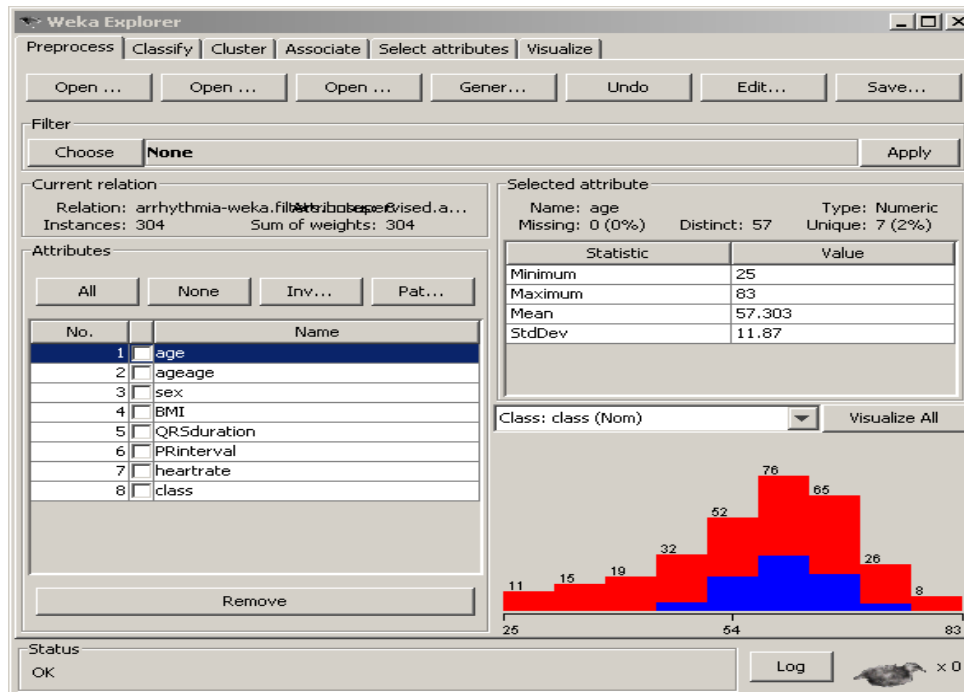 Weka Explorer
Preprocess Classify Cluster Associate Select attributes Visualize
Open ... Open ... Open ... Gener... Undo Edit... Save...
Filter
Choose None Apply
Current relation
Relation: arrhythmia-weka.filters.unsupervised.a...
Instances: 304 Sum of weights: 304
Attributes
All None Inv... Pat...
No. Name
1 age
2 ageage
3 sex
4 BMI
5 QRSduration
6 PRinterval
7 heartrate
8 class
Remove
Selected attribute
Name: age Type: Numeric
Missing: 0 (0%) Distinct: 57 Unique: 7 (2%)
Statistic Value
Minimum 25
Maximum 83
Mean 57.303
StdDev 11.87
Class: class (Nom) Visualize All
11 15 19 32 52 76 65 26 8
25 54 83
Status
OK
Log x 0